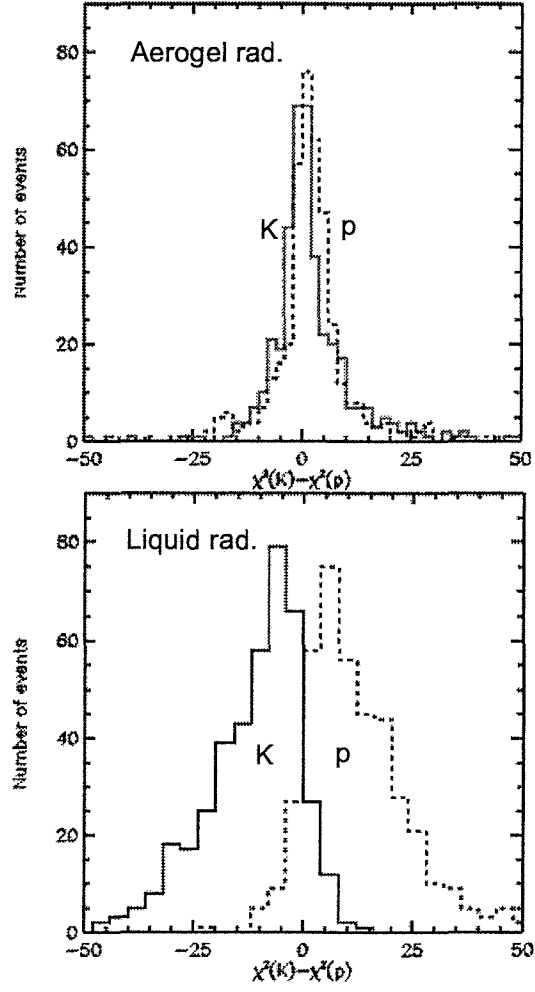 Aerogel rad.
80
60
40
20
0
Number of events
K
p
−50
−25
0
25
50
χ²(K)−χ²(p)
Liquid rad.
80
60
40
20
0
Number of events
K
p
−50
−25
0
25
50
χ²(K)−χ²(p)